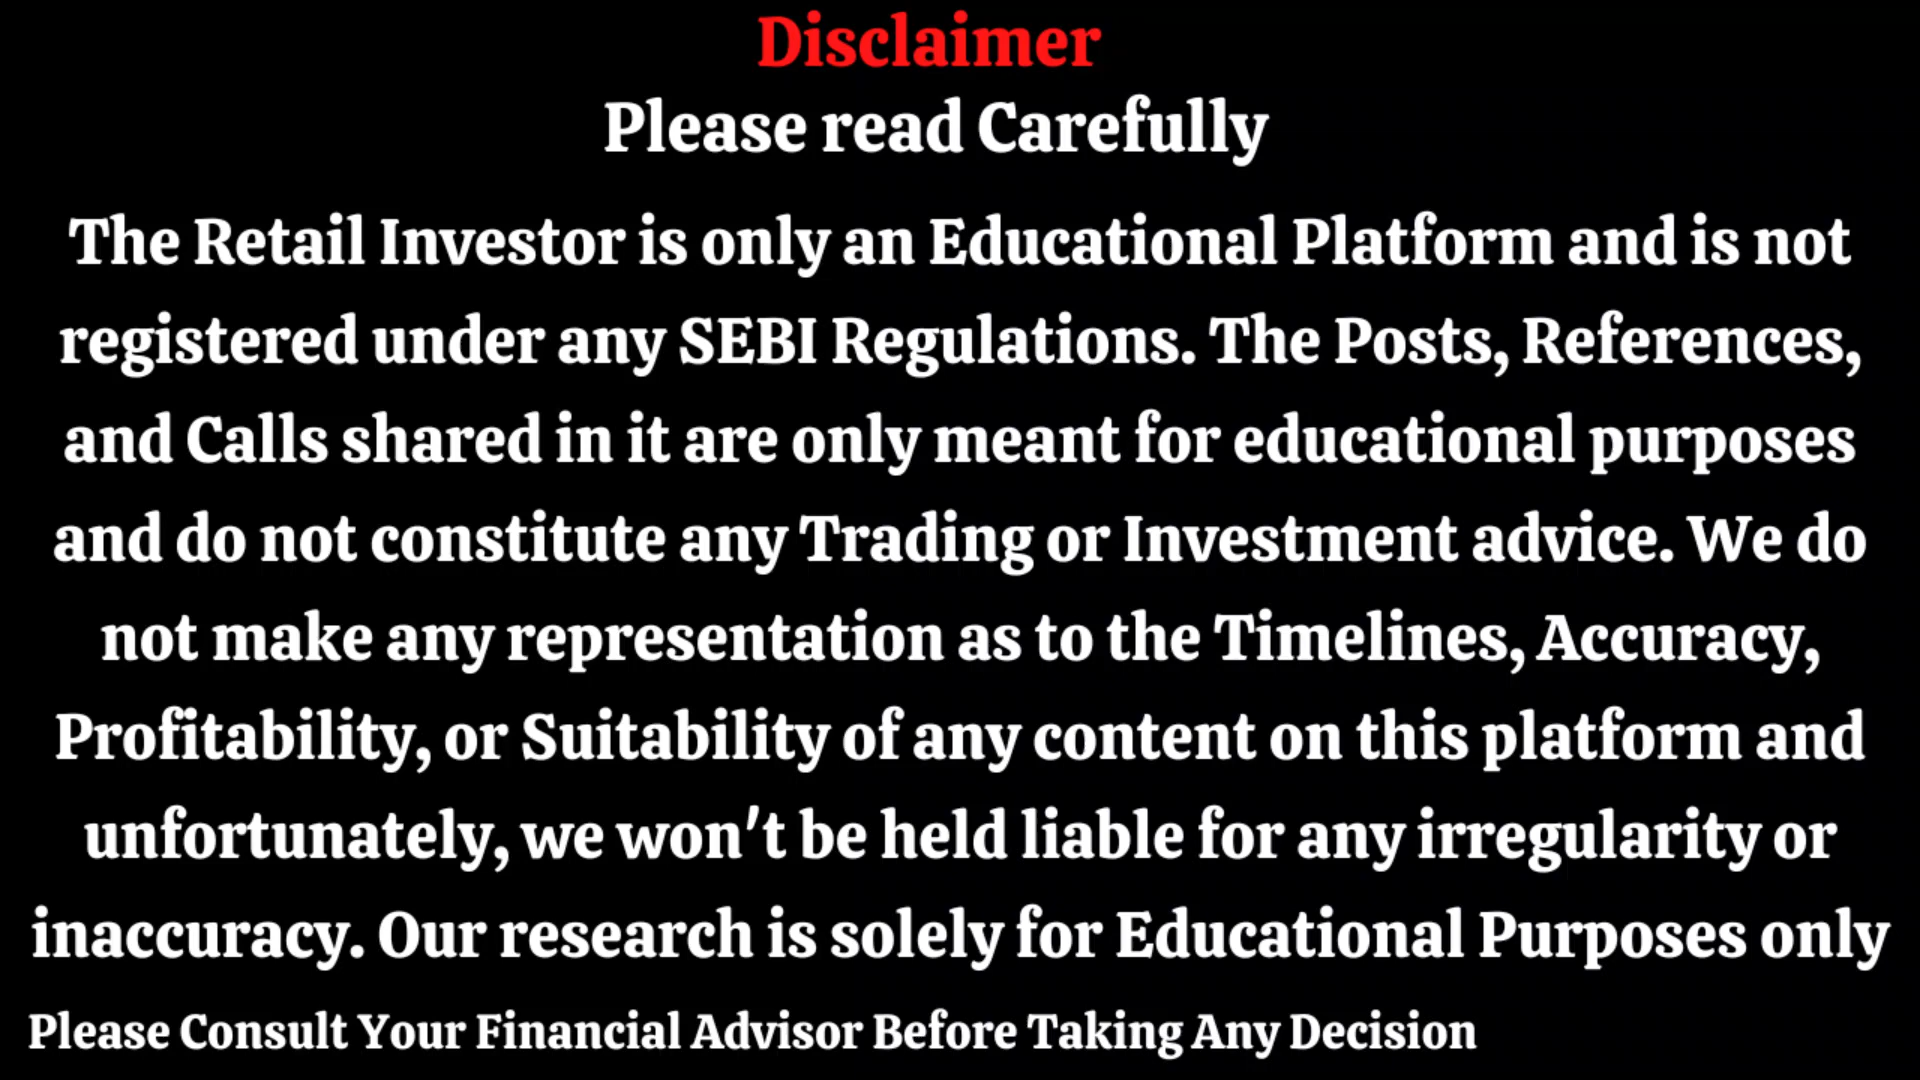 Disclaimer
Please read Carefully
The Retail Investor is only an Educational Platform and is not
registered under any SEBI Regulations. The Posts, References,
and Calls shared in it are only meant for educational purposes
and do not constitute any Trading or Investment advice. We do
not make any representation as to the Timelines, Accuracy,
Profitability, or Suitability of any content on this platform and
unfortunately, we won't be held liable for any irregularity or
inaccuracy. Our research is solely for Educational Purposes only
Please Consult Your Financial Advisor Before Taking Any Decision